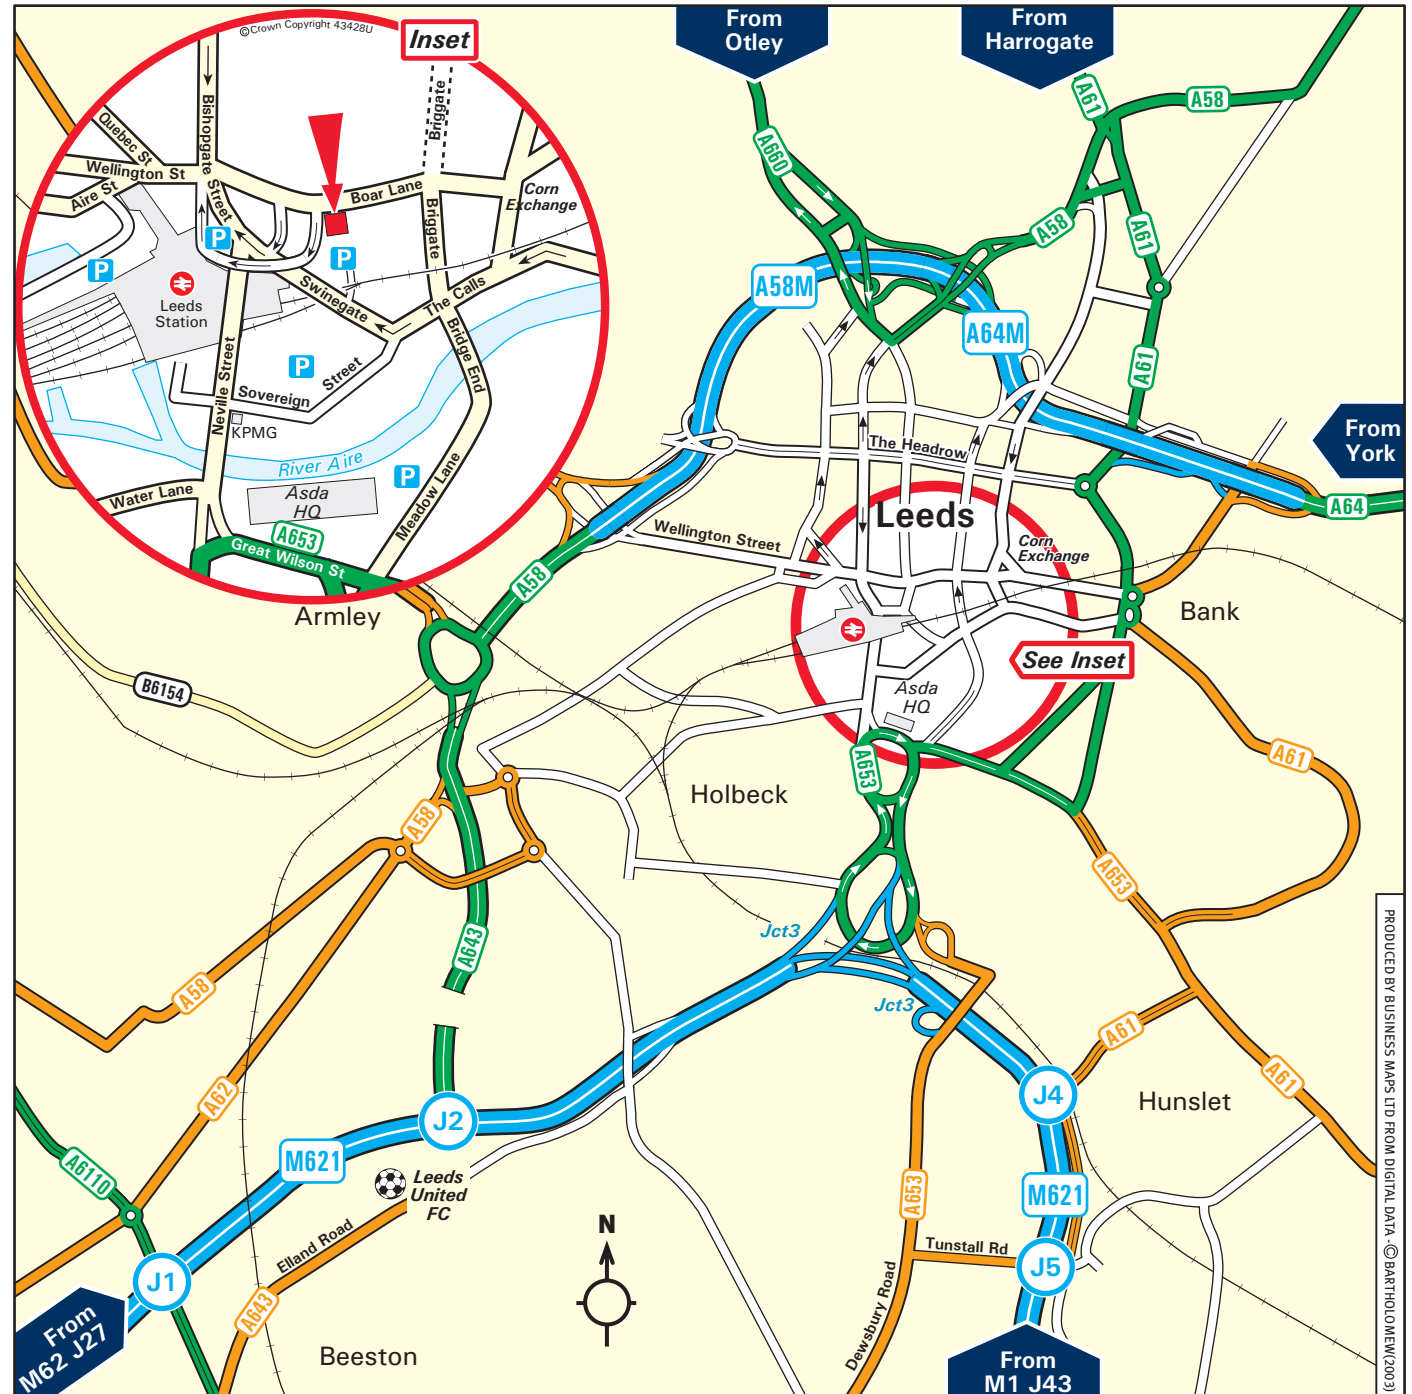 ©Crown Copyright 43428U
Inset
From
Otley
From
Harrogate
A61
A58
A660
Quebec St
Bishopgate Street
Briggate
Wellington St
Aire St
Boar Lane
Corn
Exchange
Briggate
P
P
P
Leeds
Station
Swinegate
The Calls
Bridge End
P
Neville Street
Sovereign Street
KPMG
River Aire
P
Meadow Lane
Water Lane
Asda
HQ
A653
Great Wilson St
A58
A61
A58M
A64M
A61
From
York
A64
The Headrow
Leeds
Wellington Street
Corn
Exchange
A58
Armley
Bank
See Inset
B6154
Asda
HQ
A653
A61
Holbeck
A58
A653
A643
Jct3
Jct3
A58
A61
A62
A61
J4
Hunslet
J2
M621
A6110
Leeds
United
FC
M621
A653
N
Elland Road
Tunstall Rd
J5
J1
A643
Dewsbury Road
From
M62 J27
Beeston
From
M1 J43
PRODUCED BY BUSINESS MAPS LTD FROM DIGITAL DATA - © BARTHOLOMEW(2003)